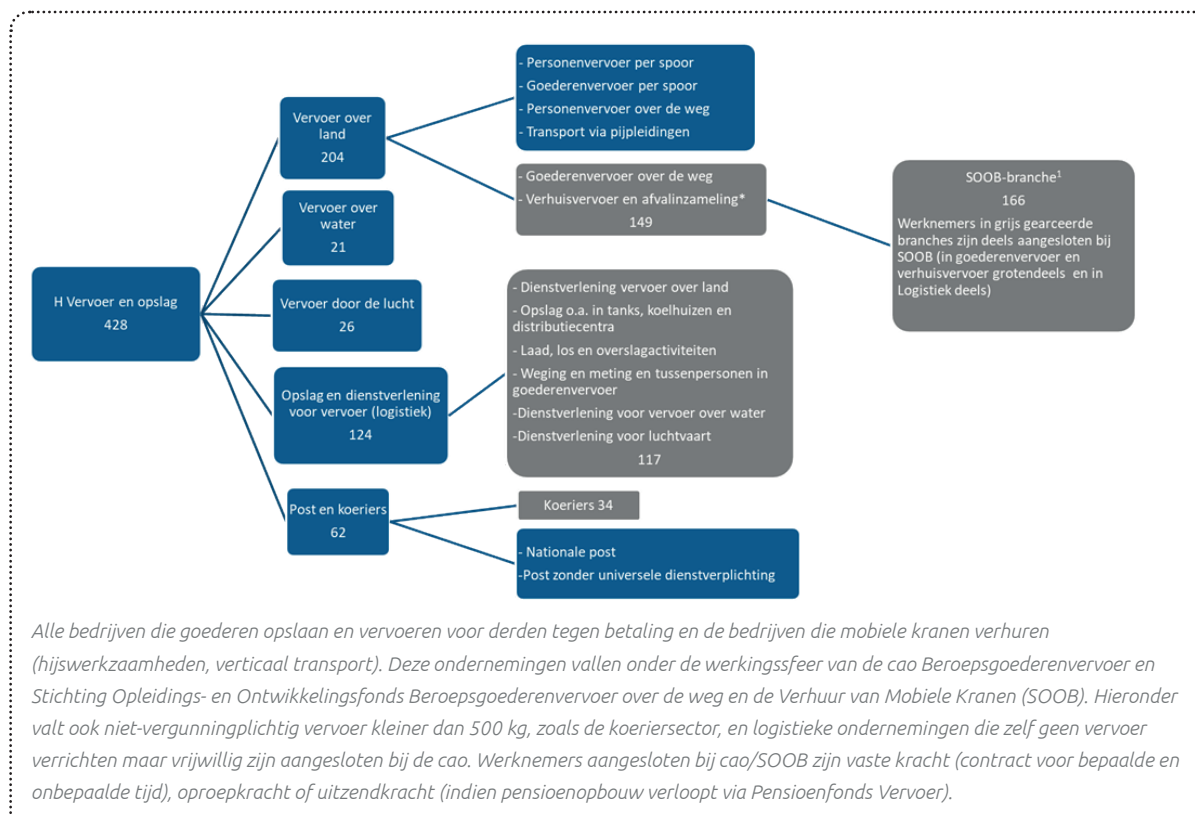 H Vervoer en opslag
428
Vervoer over
land
204
Vervoer over
water
21
Vervoer door de lucht
26
Opslag en dienstverlening
voor vervoer (logistiek)
124
Post en koeriers
62
- Personenvervoer per spoor
- Goederenvervoer per spoor
- Personenvervoer over de weg
- Transport via pijpleidingen
- Goederenvervoer over de weg
- Verhuisvervoer en afvalinzameling*
149
- Dienstverlening vervoer over land
- Opslag o.a. in tanks, koelhuizen en
distributiecentra
- Laad, los en overslagactiviteiten
- Weging en meting en tussenpersonen in
goederenvervoer
-Dienstverlening voor vervoer over water
-Dienstverlening voor luchtvaart
117
Koeriers 34
- Nationale post
-Post zonder universele dienstverplichting
SOOB-branche¹
166
Werknemers in grijs gearceerde
branches zijn deels aangesloten bij
SOOB (in goederenvervoer en
verhuisvervoer grotendeels en in
Logistiek deels)
Alle bedrijven die goederen opslaan en vervoeren voor derden tegen betaling en de bedrijven die mobiele kranen verhuren
(hijswerkzaamheden, verticaal transport). Deze ondernemingen vallen onder de werkingssfeer van de cao Beroepsgoederenvervoer en
Stichting Opleidings- en Ontwikkelingsfonds Beroepsgoederenvervoer over de weg en de Verhuur van Mobiele Kranen (SOOB). Hieronder
valt ook niet-vergunningplichtig vervoer kleiner dan 500 kg, zoals de koeriersector, en logistieke ondernemingen die zelf geen vervoer
verrichten maar vrijwillig zijn aangesloten bij de cao. Werknemers aangesloten bij cao/SOOB zijn vaste kracht (contract voor bepaalde en
onbepaalde tijd), oproepkracht of uitzendkracht (indien pensioenopbouw verloopt via Pensioenfonds Vervoer).